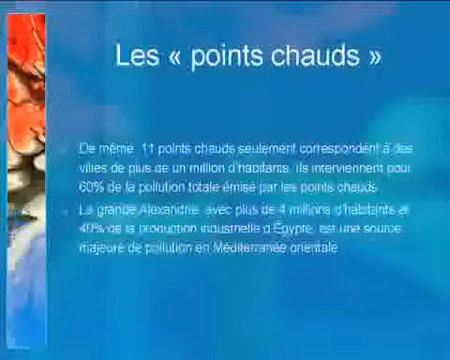 Les « points chauds »
De même, 11 points chauds seulement correspondent à des
villes de plus de un million d'habitants. Ils interviennent pour
60% de la pollution totale émise par les points chauds
La grande Alexandrie, avec plus de 4 millions d'habitants et
40% de la production industrielle d'Égypte, est une source
majeure de pollution en Méditerranée orientale